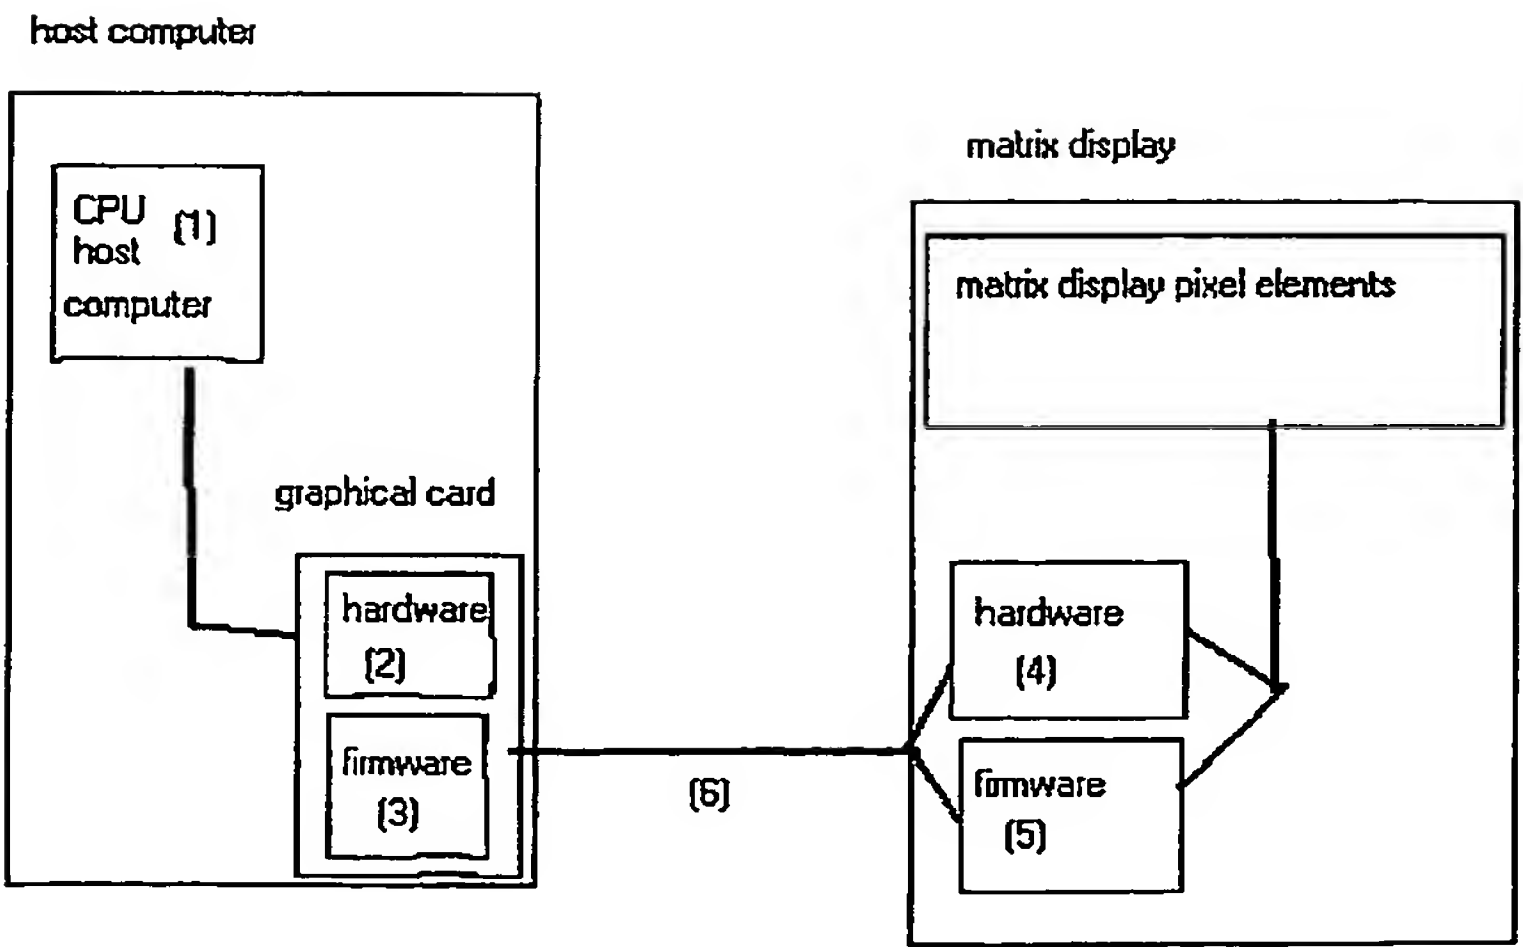 host computer
CPU (1)
host
computer
graphical card
hardware
(2)
firmware
(3)
(6)
matrix display
matrix display pixel elements
hardware
(4)
firmware
(5)